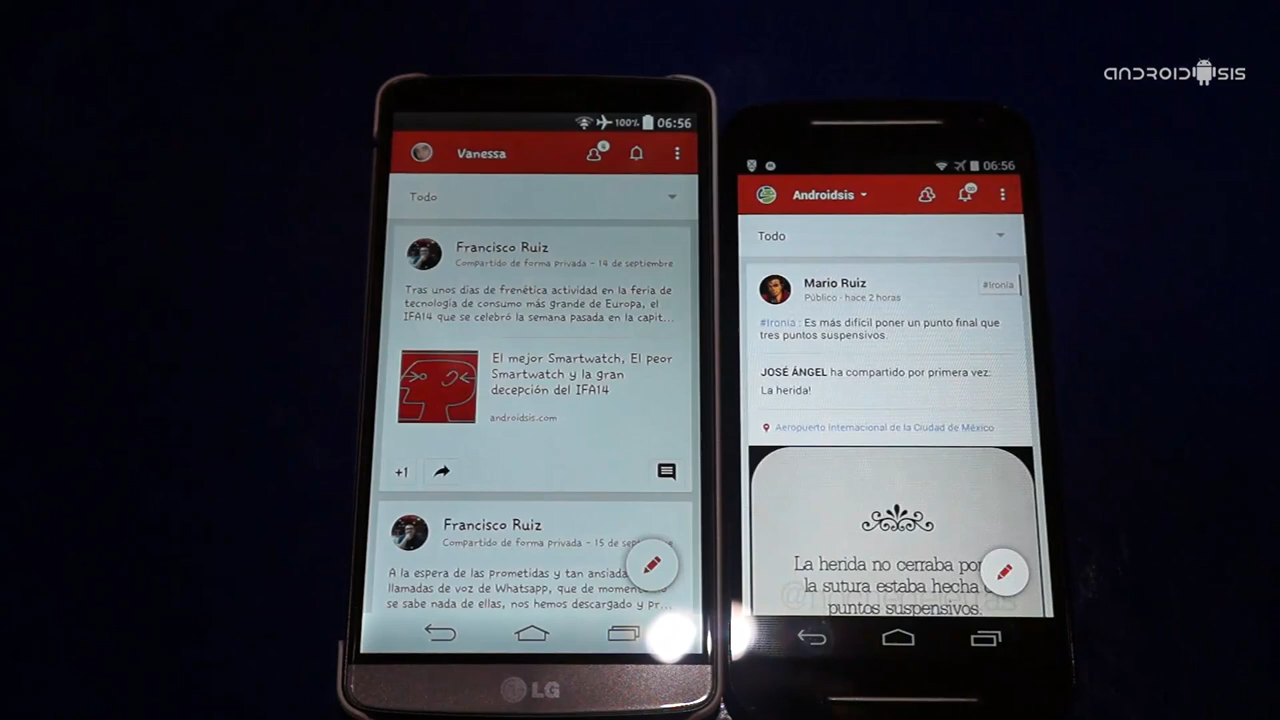 ANDROIDSIS
100% 06:56
Vanessa
6
Todo
Francisco Ruiz
Compartido de forma privada - 14 de septiembre
Tras unos días de frenética actividad en la feria de
tecnología de consumo más grande de Europa, el
IFA14 que se celebró la semana pasada en la capit...
El mejor Smartwatch, El peor
Smartwatch y la gran
decepción del IFA14
androidsis.com
+1
Francisco Ruiz
Compartido de forma privada - 15 de sep
A la espera de las prometidas y tan ansiada
llamadas de voz de Whatsapp, que de momen
se sabe nada de ellas, nos hemos descargado y pr...
LG
06:56
Androidsis
Todo
Mario Ruiz
#Ironia
Público - hace 2 horas
#Ironia : Es más difícil poner un punto final que
tres puntos suspensivos.
JOSÉ ÁNGEL ha compartido por primera vez:
La herida!
Aeropuerto Internacional de la Ciudad de México
La herida no cerraba por
la sutura estaba hecha
puntos suspensivos.